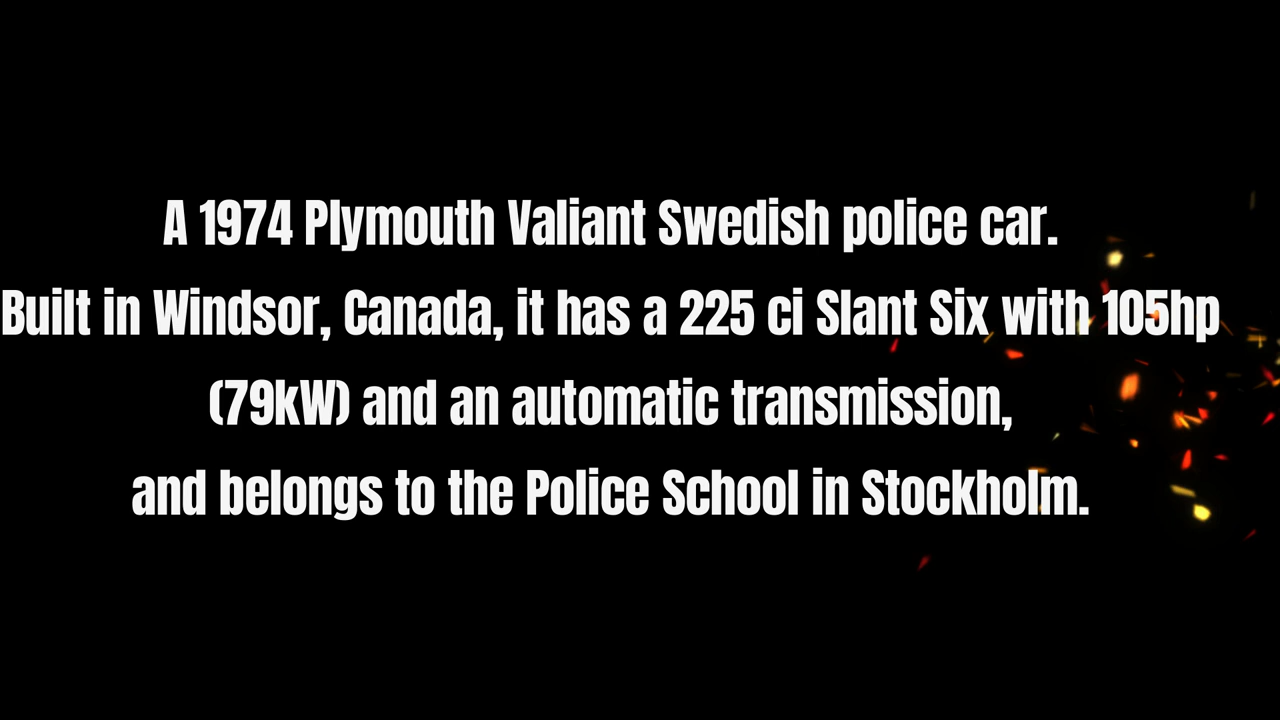 A 1974 Plymouth Valiant Swedish police car.
Built in Windsor, Canada, it has a 225 ci Slant Six with 105hp
(79kW) and an automatic transmission,
and belongs to the Police School in Stockholm.